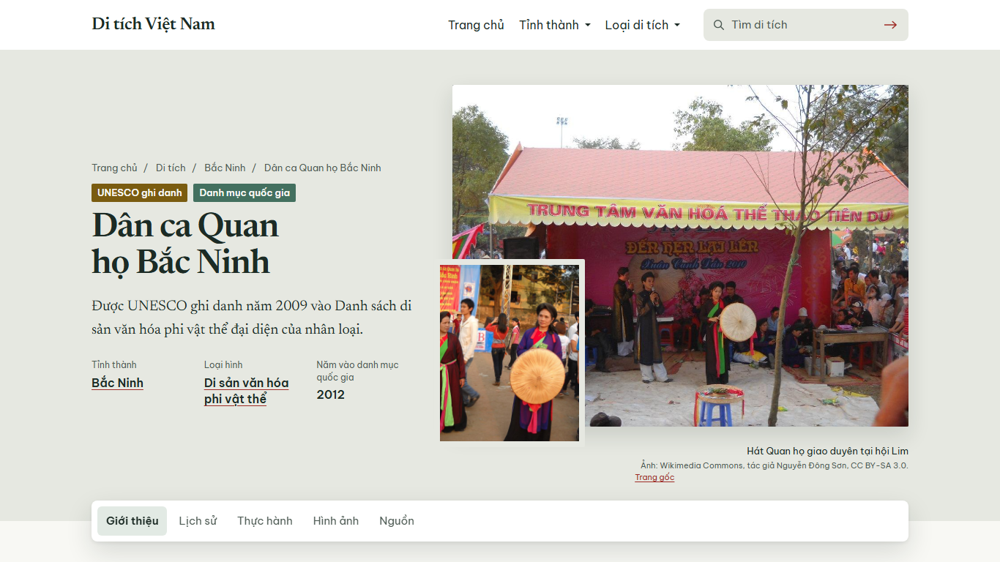 Di tích Việt Nam
Trang chủ
Tỉnh thành
Loại di tích
Tìm di tích
Trang chủ / Di tích / Bắc Ninh / Dân ca Quan họ Bắc Ninh
UNESCO ghi danh
Danh mục quốc gia
Dân ca Quan
họ Bắc Ninh
Được UNESCO ghi danh năm 2009 vào Danh sách di
sản văn hóa phi vật thể đại diện của nhân loại.
Tỉnh thành
Bắc Ninh
Loại hình
Di sản văn hóa
phi vật thể
Năm vào danh mục
quốc gia
2012
TRUNG TÂM VĂN HÓA THỂ THAO TIÊN DU
ĐẾN HẸN LẠI LÊN
Xuân Canh Dần 2010
Hát Quan họ giao duyên tại hội Lim
Ảnh: Wikimedia Commons, tác giả Nguyễn Đông Sơn, CC BY-SA 3.0.
Trang gốc
Giới thiệu
Lịch sử
Thực hành
Hình ảnh
Nguồn